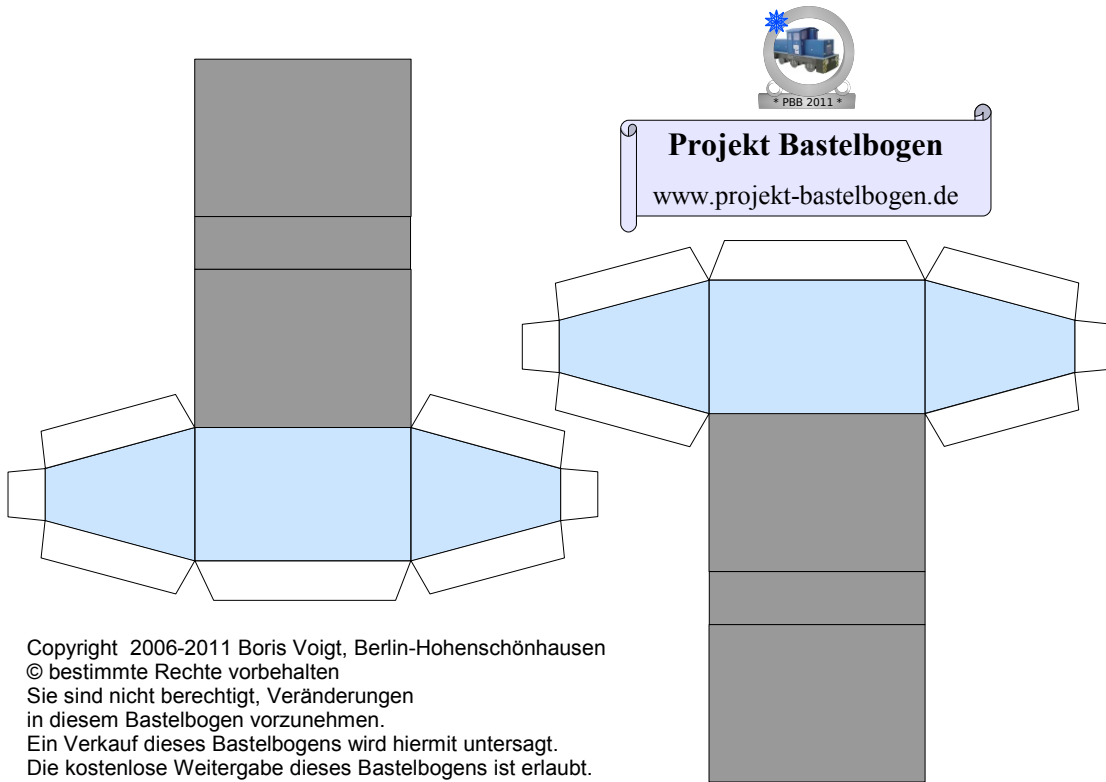 * PBB 2011 *
Projekt Bastelbogen
www.projekt-bastelbogen.de
Copyright  2006-2011 Boris Voigt, Berlin-Hohenschönhausen
© bestimmte Rechte vorbehalten
Sie sind nicht berechtigt, Veränderungen
in diesem Bastelbogen vorzunehmen.
Ein Verkauf dieses Bastelbogens wird hiermit untersagt.
Die kostenlose Weitergabe dieses Bastelbogens ist erlaubt.